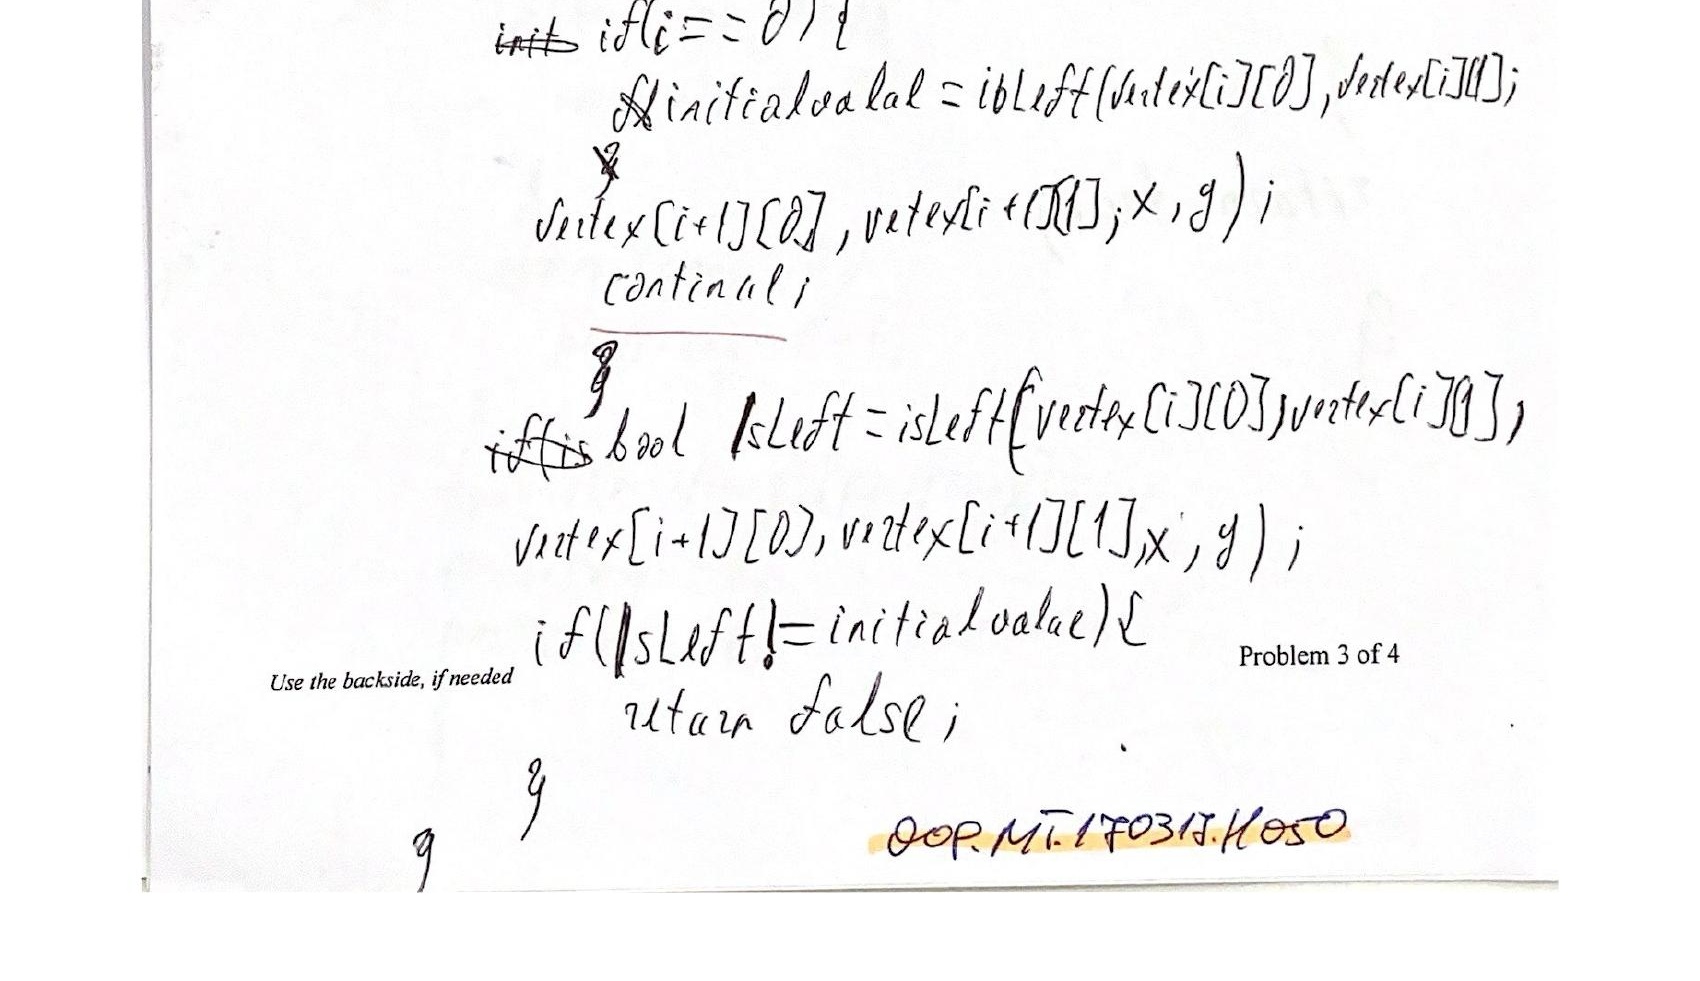 if(i==0){
initialvalal = isLeft(vertex[i][0],vertex[i][1];
vertex[i+1][0],vetex[i+1][1];x,y);
continue;
}
bool IsLeft=isLeft(vertex[i][0],vertex[i][1],
vertex[i+1][0],vertex[i+1][1],x,y);
if(IsLeft!=initialvalue){
Use the backside, if needed
Problem 3 of 4
return false;
}
}
OOP.MT.170317.H050